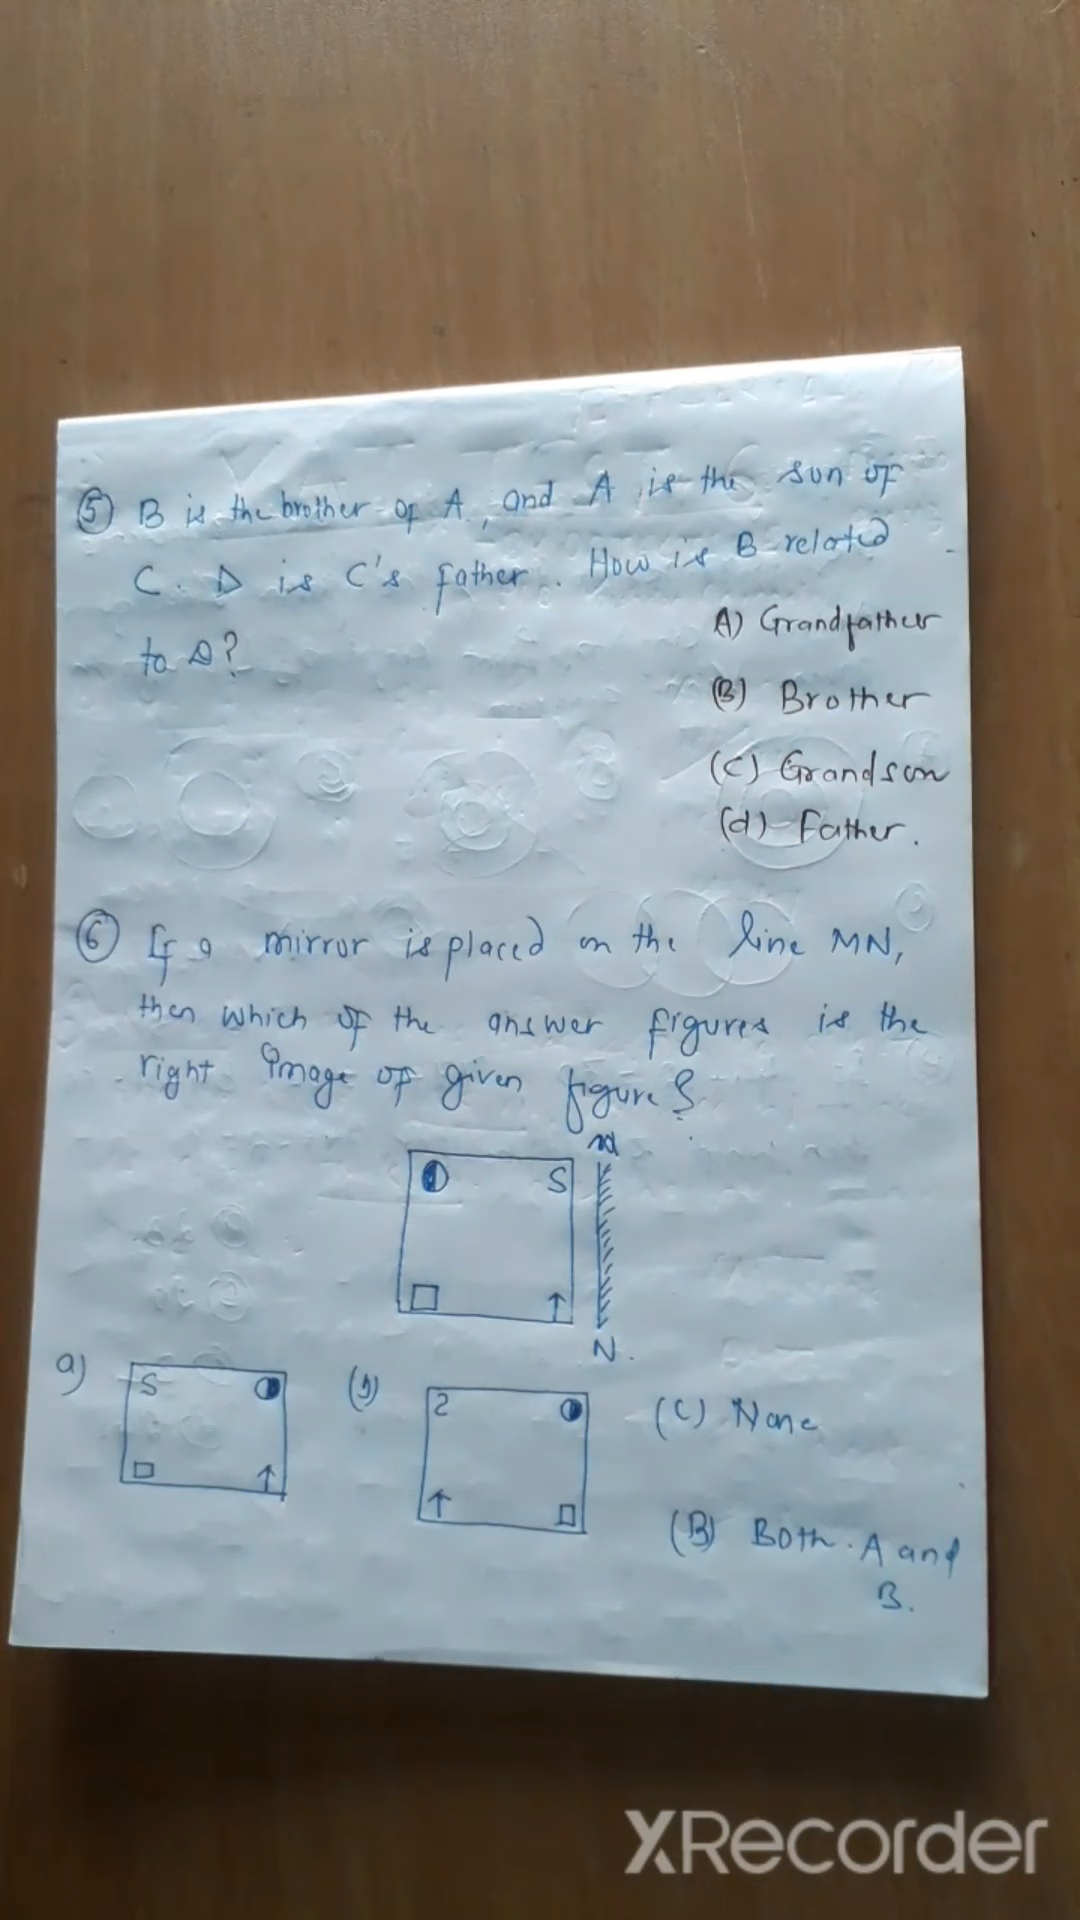 5 B is the brother of A, and A is the son of
C. D is C's father. How is B related
to D?
A) Grandfather
(B) Brother
(C) Grandson
(d) Father.
6 If a mirror is placed on the line MN,
then which of the answer figures is the
right Image of given figure?
M
S
N.
a)
S
(b)
2
(C) None
(B) Both A and
B.
XRecorder